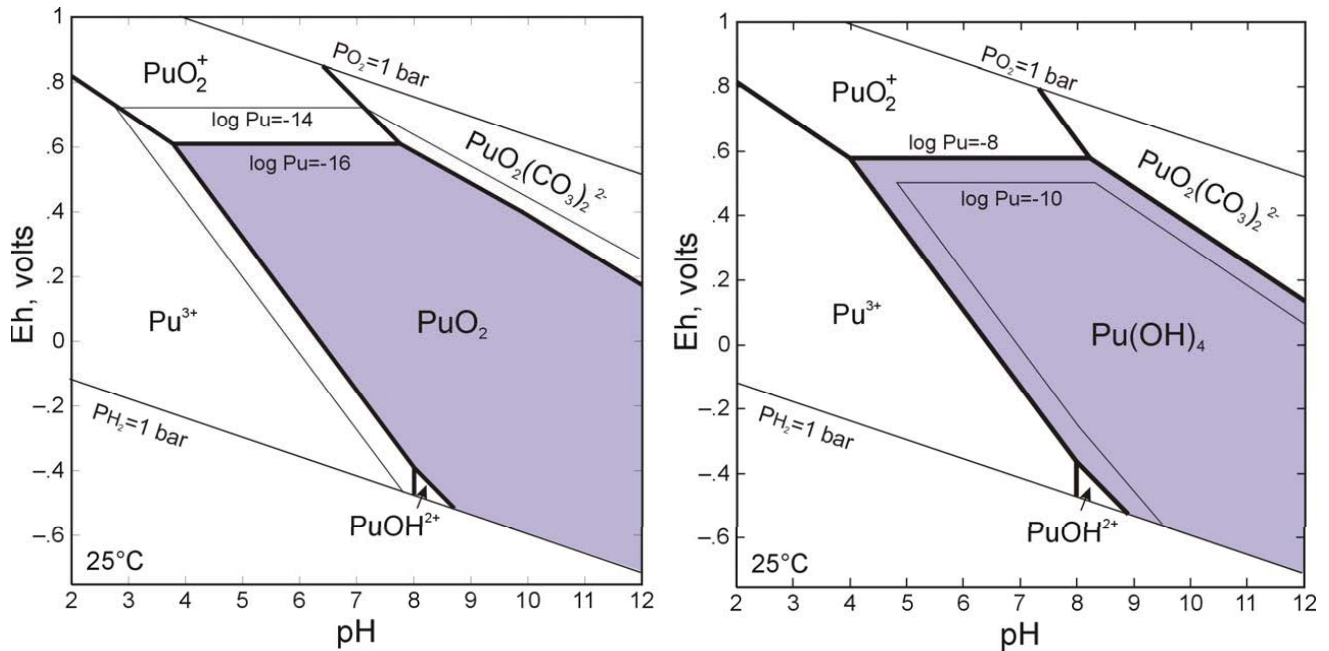 1
.8
.6
.4
.2
0
–.2
–.4
–.6
Eh, volts
PO₂=1 bar
PuO₂⁺
log Pu=-14
log Pu=-16
PuO₂(CO₃)₂²⁻
Pu³⁺
PuO₂
PH₂=1 bar
PuOH²⁺
25°C
2 3 4 5 6 7 8 9 10 11 12
pH
1
.8
.6
.4
.2
0
–.2
–.4
–.6
Eh, volts
PO₂=1 bar
PuO₂⁺
log Pu=-8
log Pu=-10
PuO₂(CO₃)₂²⁻
Pu³⁺
Pu(OH)₄
PH₂=1 bar
PuOH²⁺
25°C
2 3 4 5 6 7 8 9 10 11 12
pH